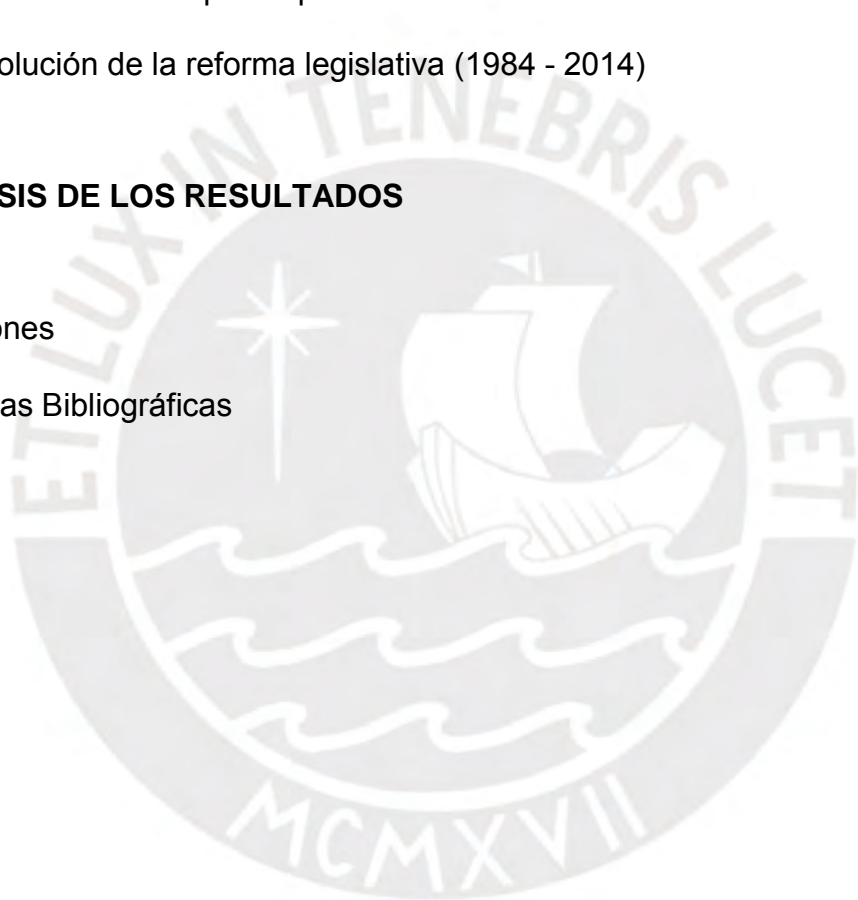 olución de la reforma legislativa (1984 - 2014)
SIS DE LOS RESULTADOS
ones
as Bibliográficas
ET LUX IN TENEBRIS LUCET
MCMXVII